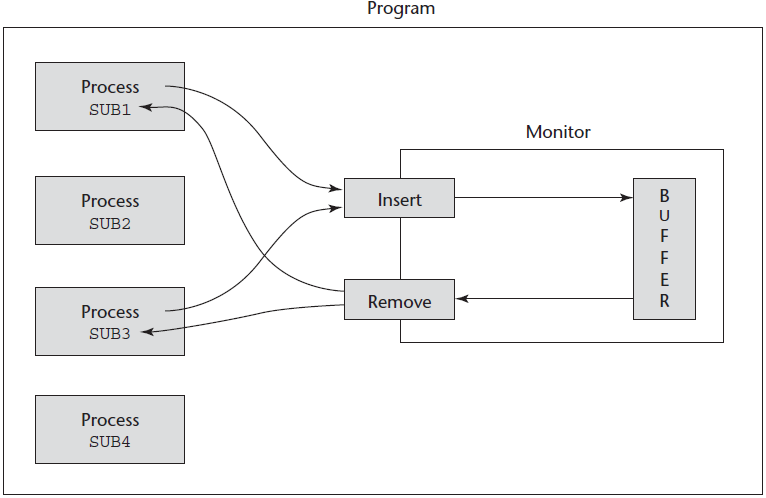 Program
Process
SUB1
Process
SUB2
Process
SUB3
Process
SUB4
Monitor
Insert
Remove
B
U
F
F
E
R